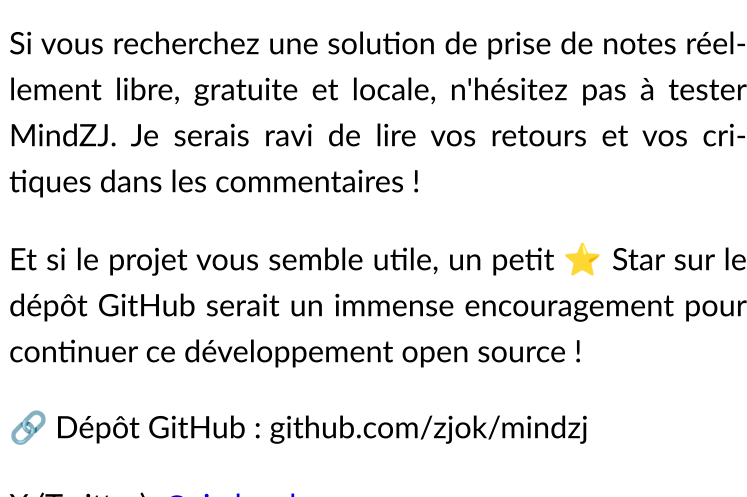 Si vous recherchez une solution de prise de notes réel-
lement libre, gratuite et locale, n'hésitez pas à tester
MindZJ. Je serais ravi de lire vos retours et vos cri-
tiques dans les commentaires !
Et si le projet vous semble utile, un petit ⭐ Star sur le
dépôt GitHub serait un immense encouragement pour
continuer ce développement open source !
🔗 Dépôt GitHub : github.com/zjok/mindzj